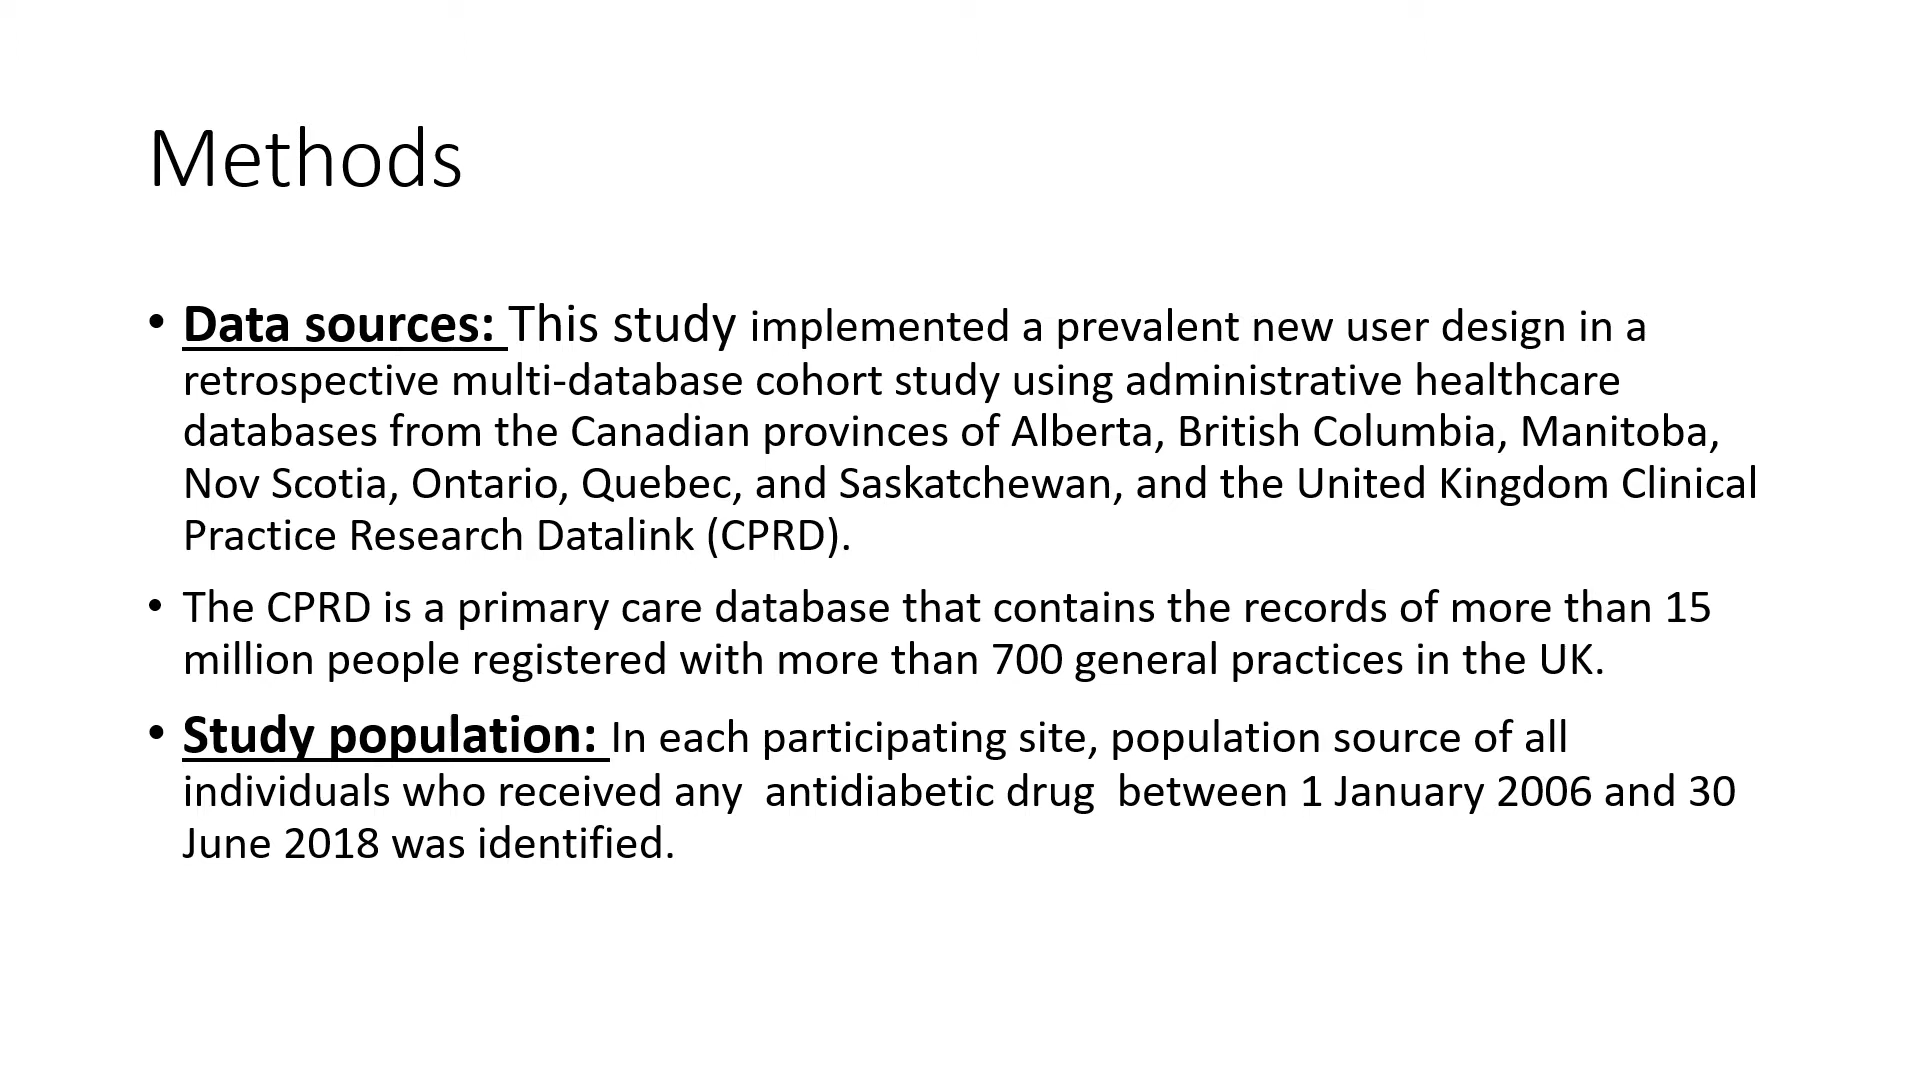 Methods
• Data sources: This study implemented a prevalent new user design in a
retrospective multi-database cohort study using administrative healthcare
databases from the Canadian provinces of Alberta, British Columbia, Manitoba,
Nov Scotia, Ontario, Quebec, and Saskatchewan, and the United Kingdom Clinical
Practice Research Datalink (CPRD).
• The CPRD is a primary care database that contains the records of more than 15
million people registered with more than 700 general practices in the UK.
• Study population: In each participating site, population source of all
individuals who received any  antidiabetic drug  between 1 January 2006 and 30
June 2018 was identified.